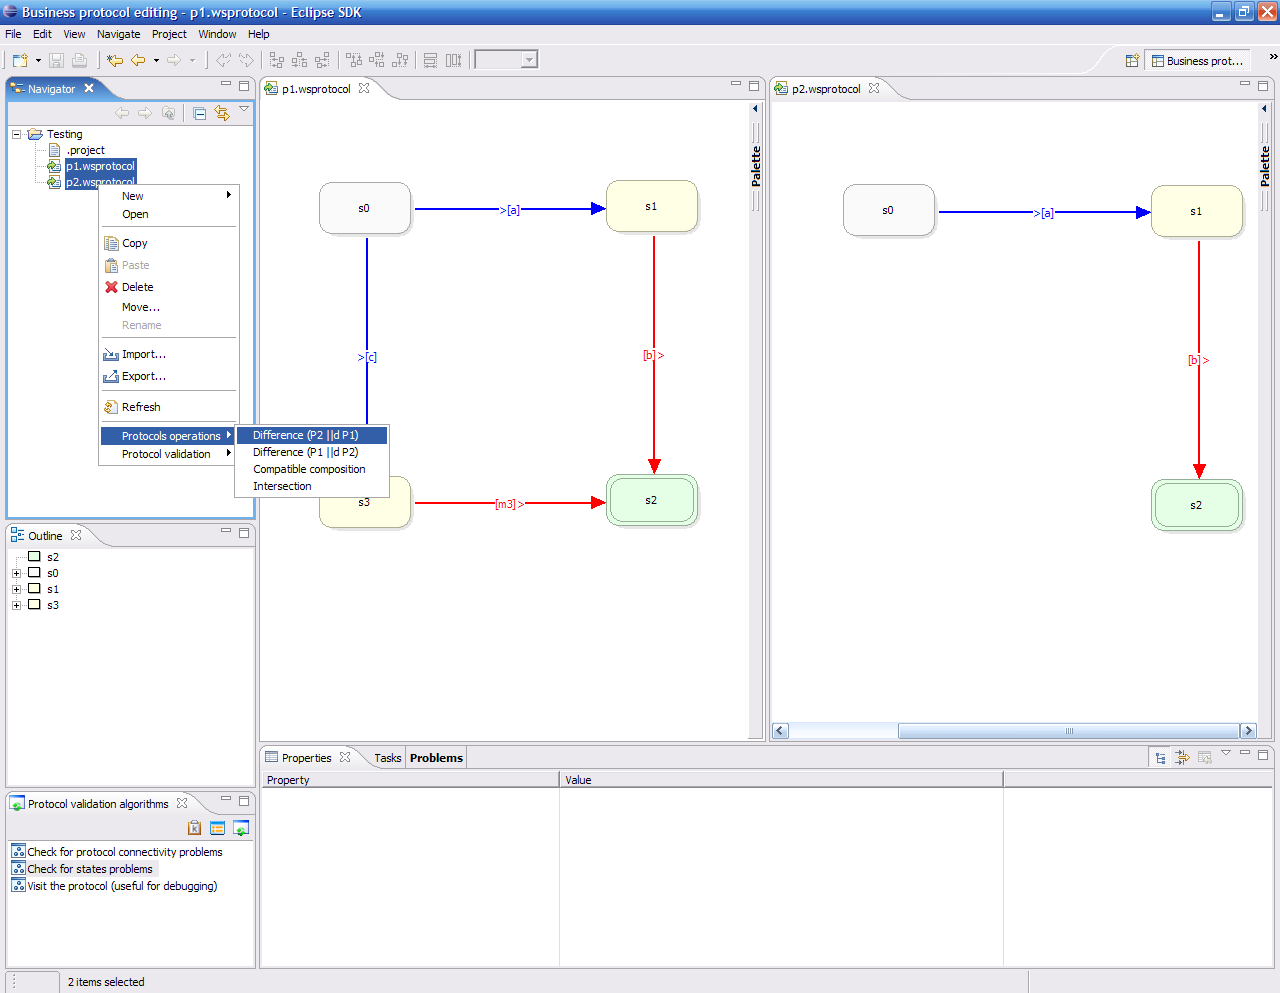 Business protocol editing - p1.wsprotocol - Eclipse SDK
File Edit View Navigate Project Window Help
Business prot...
Navigator
Testing
.project
p1.wsprotocol
p2.wsprotocol
New
Open
Copy
Paste
Delete
Move...
Rename
Import...
Export...
Refresh
Protocols operations
Protocol validation
Difference (P2 ||d P1)
Difference (P1 ||d P2)
Compatible composition
Intersection
p1.wsprotocol
Palette
s0
>[a]
s1
>[c]
[b]>
s3
[m3]>
s2
p2.wsprotocol
Palette
s0
>[a]
s1
[b]>
s2
Outline
s2
s0
s1
s3
Protocol validation algorithms
Check for protocol connectivity problems
Check for states problems
Visit the protocol (useful for debugging)
Properties Tasks Problems
Property Value
2 items selected